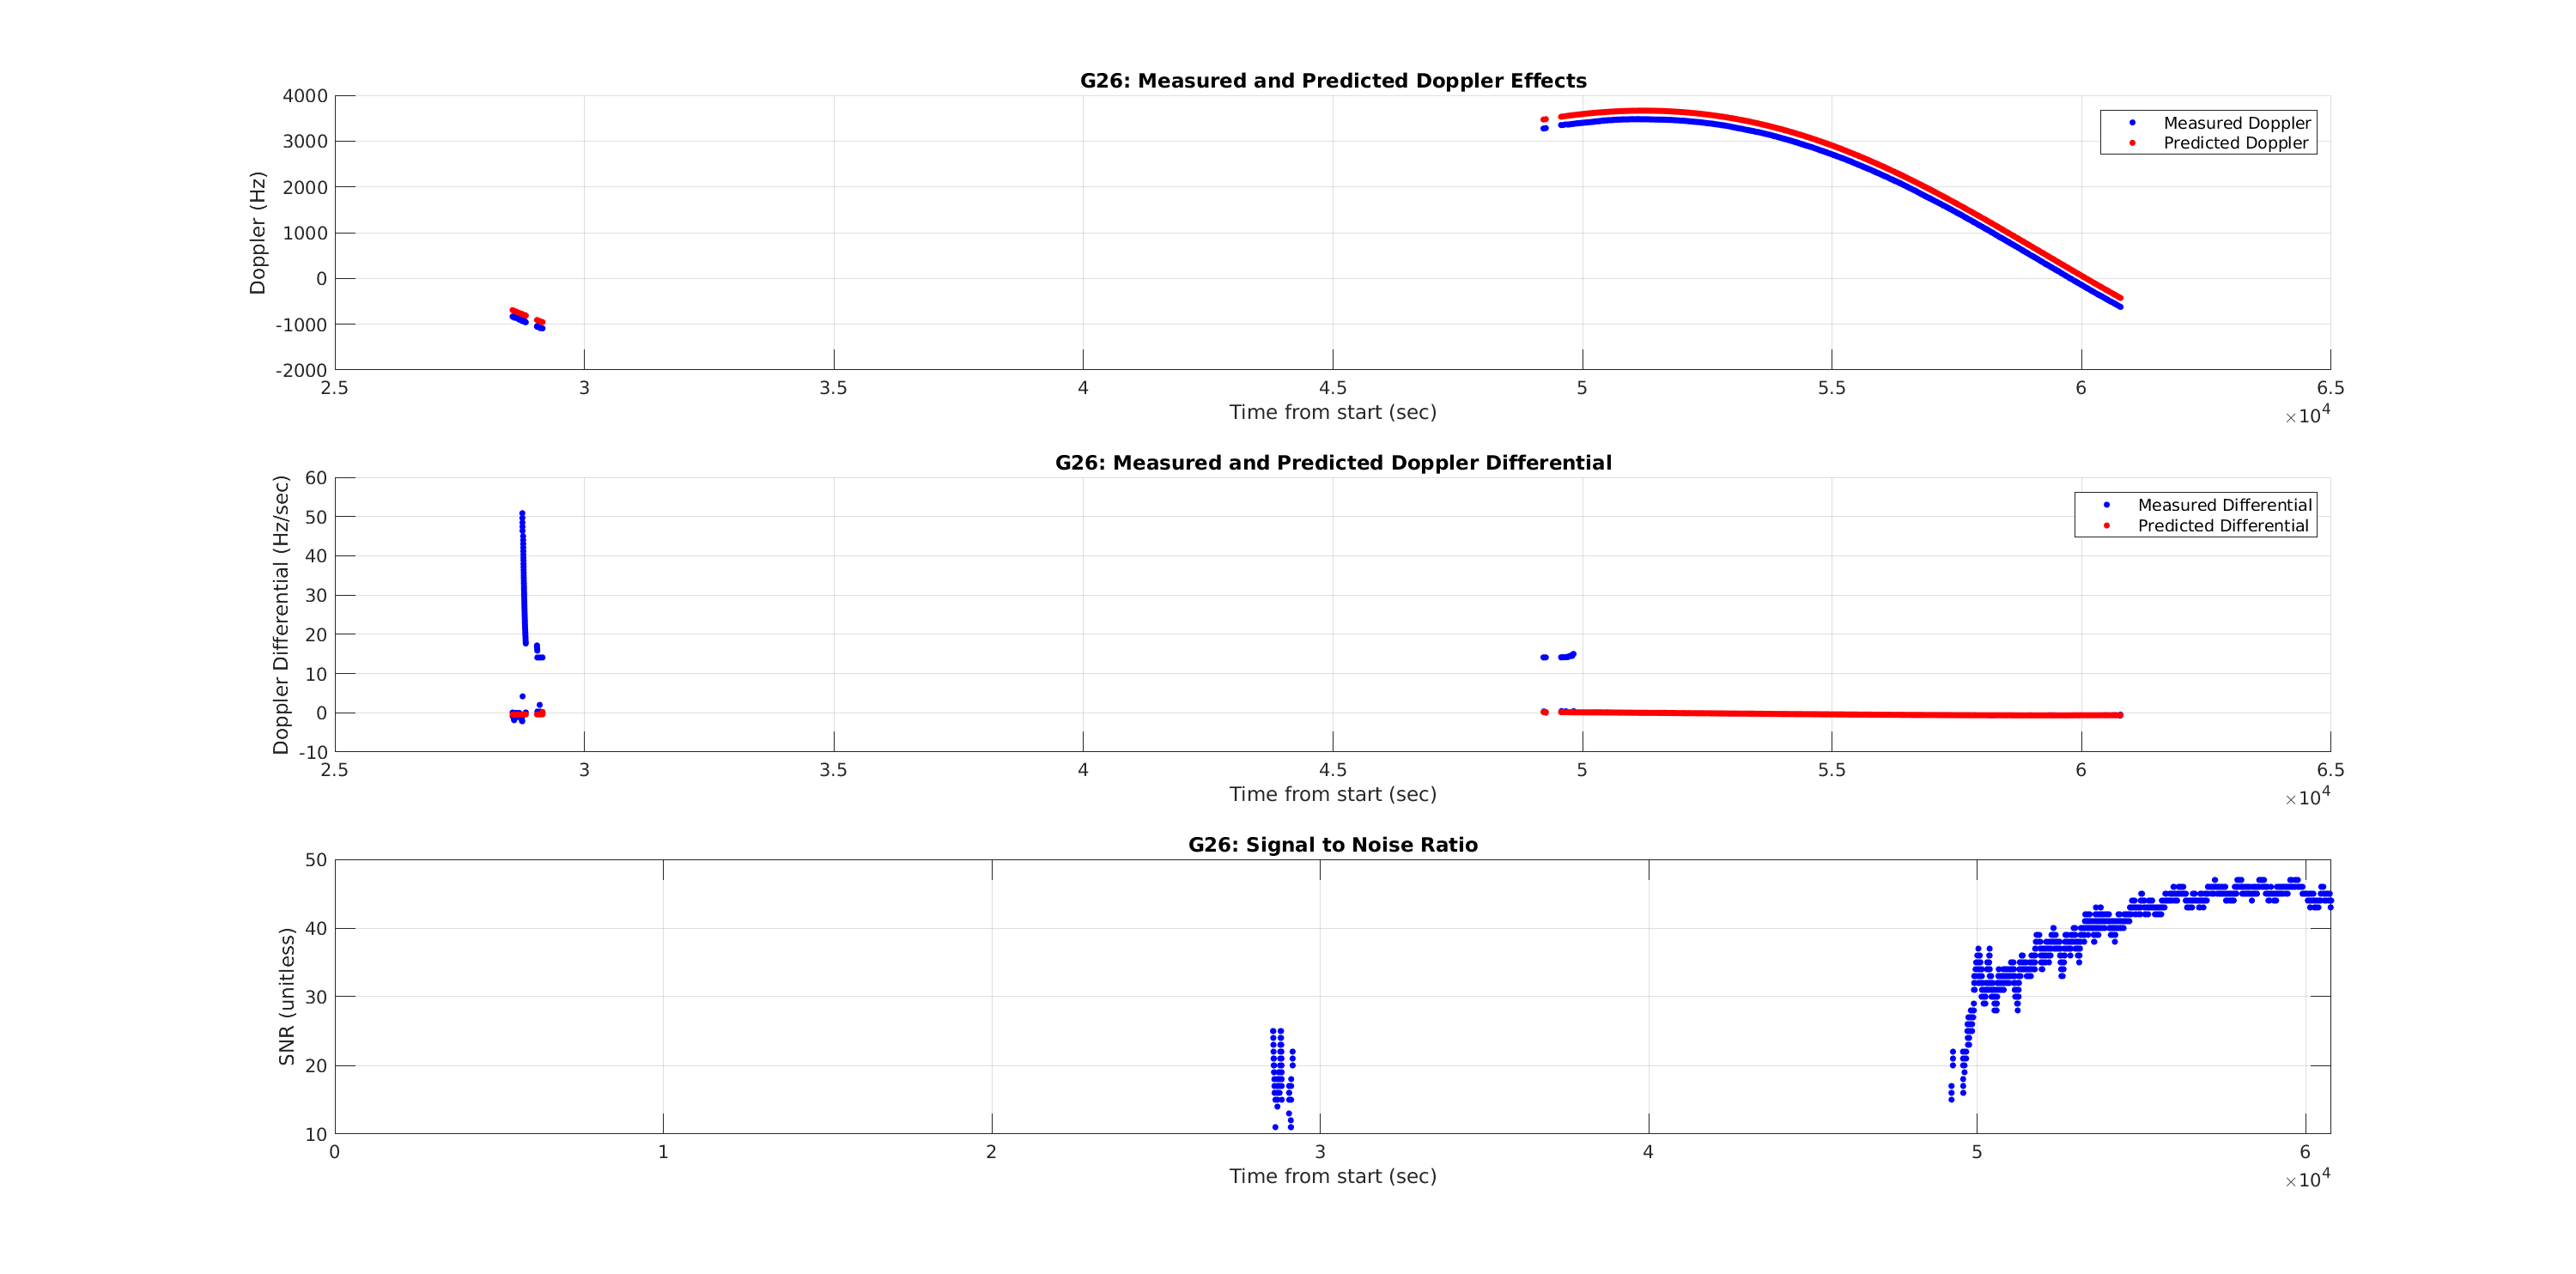 G26: Measured and Predicted Doppler Effects
4000
3000
2000
1000
0
-1000
-2000
Doppler (Hz)
Measured Doppler
Predicted Doppler
2.5 3 3.5 4 4.5 5 5.5 6 6.5
Time from start (sec)
×10^4
G26: Measured and Predicted Doppler Differential
60
50
40
30
20
10
0
-10
Doppler Differential (Hz/sec)
Measured Differential
Predicted Differential
2.5 3 3.5 4 4.5 5 5.5 6 6.5
Time from start (sec)
×10^4
G26: Signal to Noise Ratio
50
40
30
20
10
SNR (unitless)
0 1 2 3 4 5 6
Time from start (sec)
×10^4